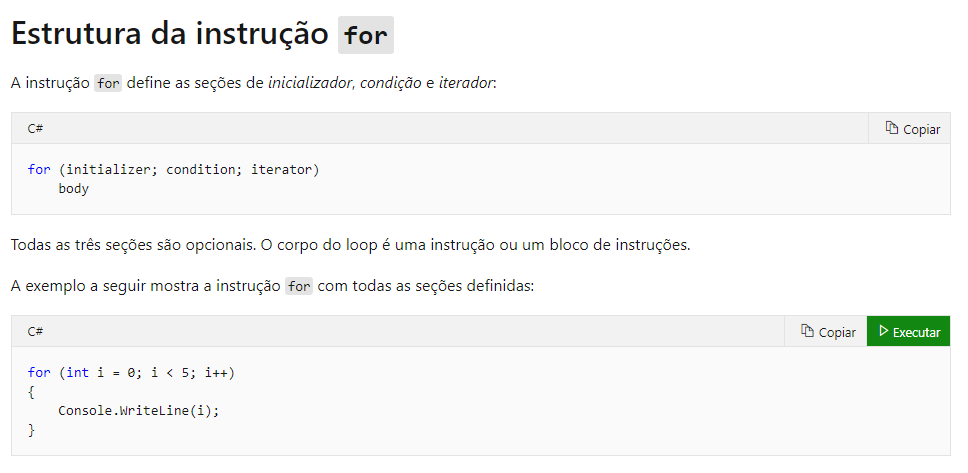 Estrutura da instrução for
A instrução for define as seções de inicializador, condição e iterador:
C#
Copiar
for (initializer; condition; iterator)
    body
Todas as três seções são opcionais. O corpo do loop é uma instrução ou um bloco de instruções.
A exemplo a seguir mostra a instrução for com todas as seções definidas:
C#
Copiar
Executar
for (int i = 0; i < 5; i++)
{
    Console.WriteLine(i);
}